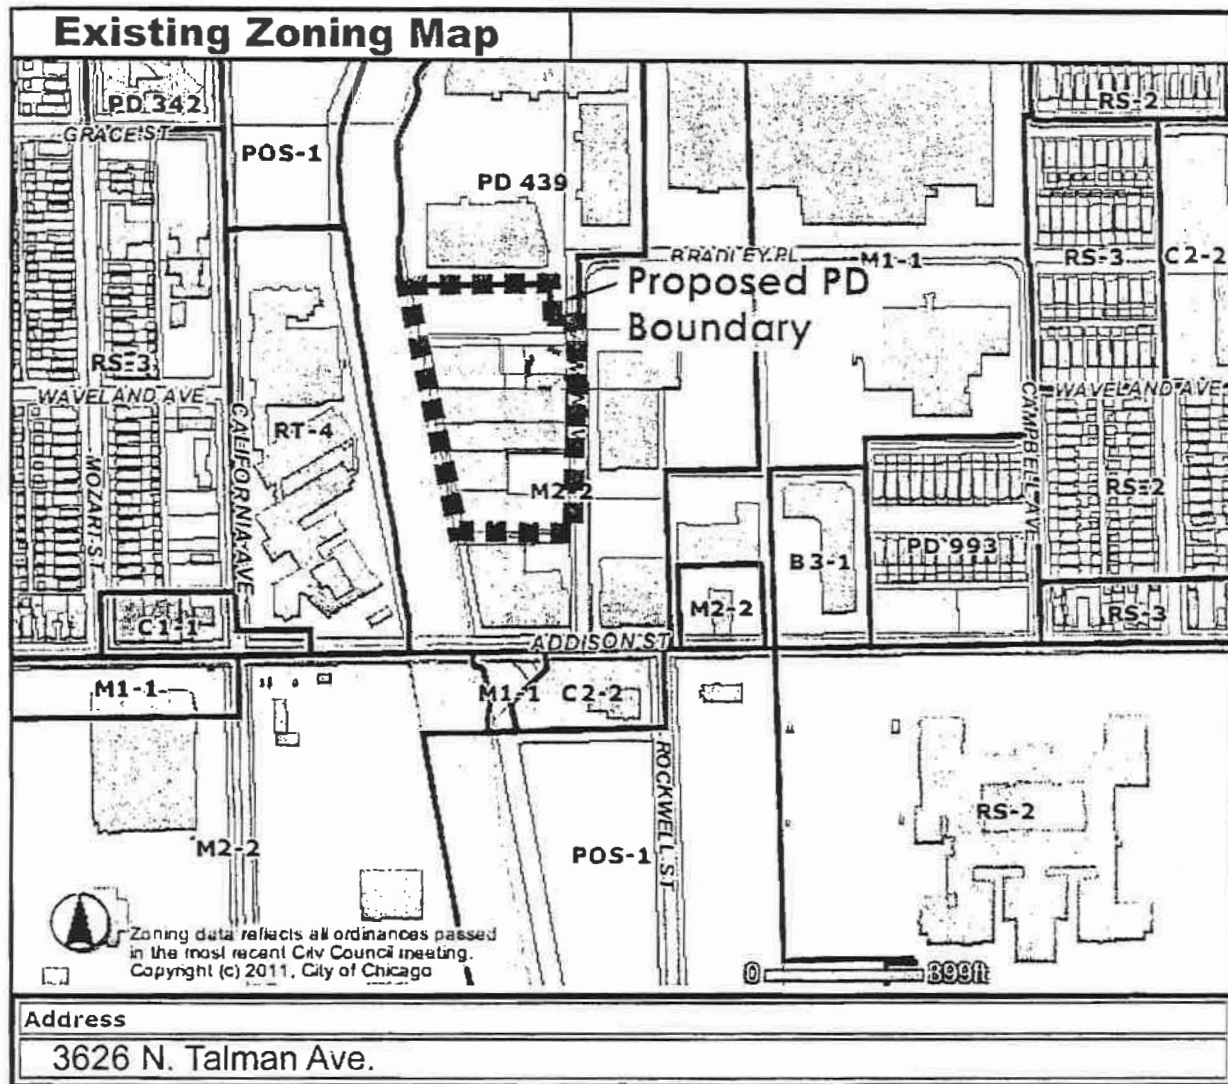 Existing Zoning Map
PD 342
RS-2
GRACE ST
POS-1
PD 439
BRADLEY PL
M1-1
RS-3
C2-2
Proposed PD
Boundary
RS-3
WAVELAND AVE
WAVELAND AVE
CALIFORNIA AVE
CAMPBELL AVE
RT-4
MOZART ST
M2-2
RS-2
PD 993
B3-1
M2-2
RS-3
C1-1
ADDISON ST
M1-1
M1-1
C2-2
ROCKWELL ST
RS-2
M2-2
POS-1
Zoning data reflects all ordinances passed
in the most recent City Council meeting.
Copyright (c) 2011, City of Chicago
0
899ft
Address
3626 N. Talman Ave.